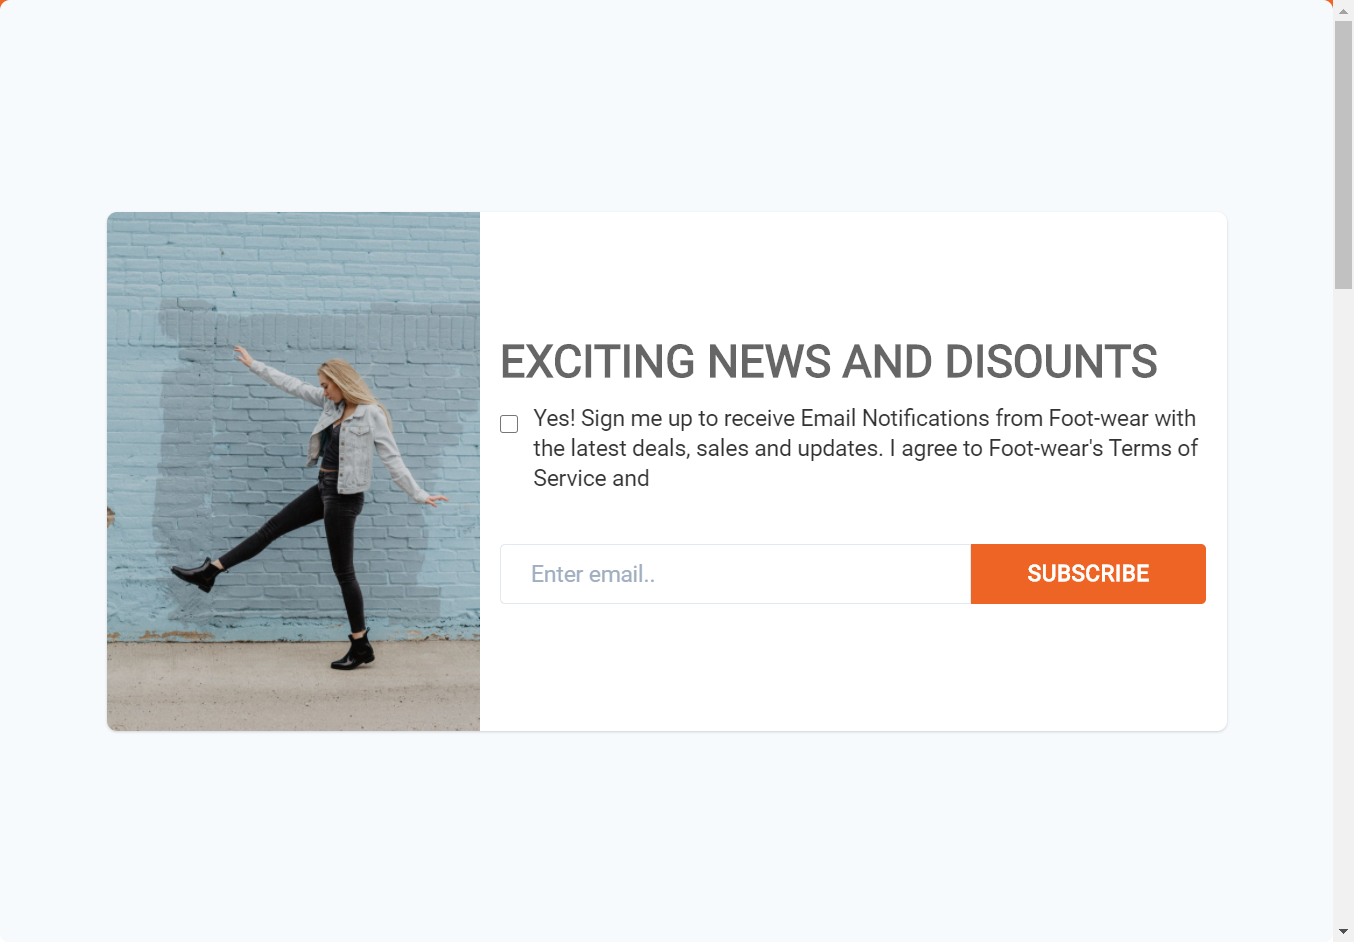 EXCITING NEWS AND DISOUNTS
Yes! Sign me up to receive Email Notifications from Foot-wear with
the latest deals, sales and updates. I agree to Foot-wear's Terms of
Service and
Enter email..
SUBSCRIBE